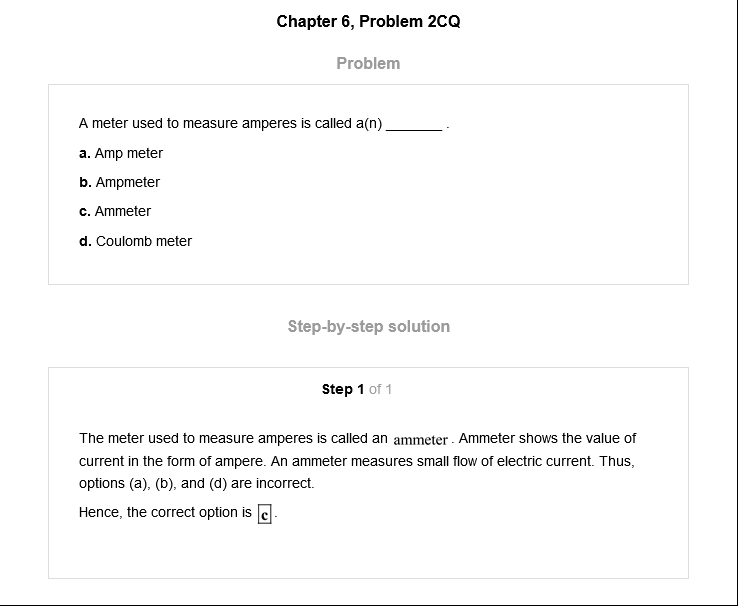 Chapter 6, Problem 2CQ
Problem
A meter used to measure amperes is called a(n) _______ .
a. Amp meter
b. Ampmeter
c. Ammeter
d. Coulomb meter
Step-by-step solution
Step 1 of 1
The meter used to measure amperes is called an ammeter . Ammeter shows the value of
current in the form of ampere. An ammeter measures small flow of electric current. Thus,
options (a), (b), and (d) are incorrect.
Hence, the correct option is c .